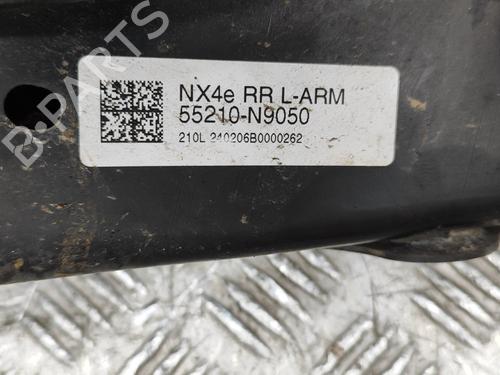 B-PARTS
NX4e RR L-ARM
55210-N9050
210L 240206B0000262